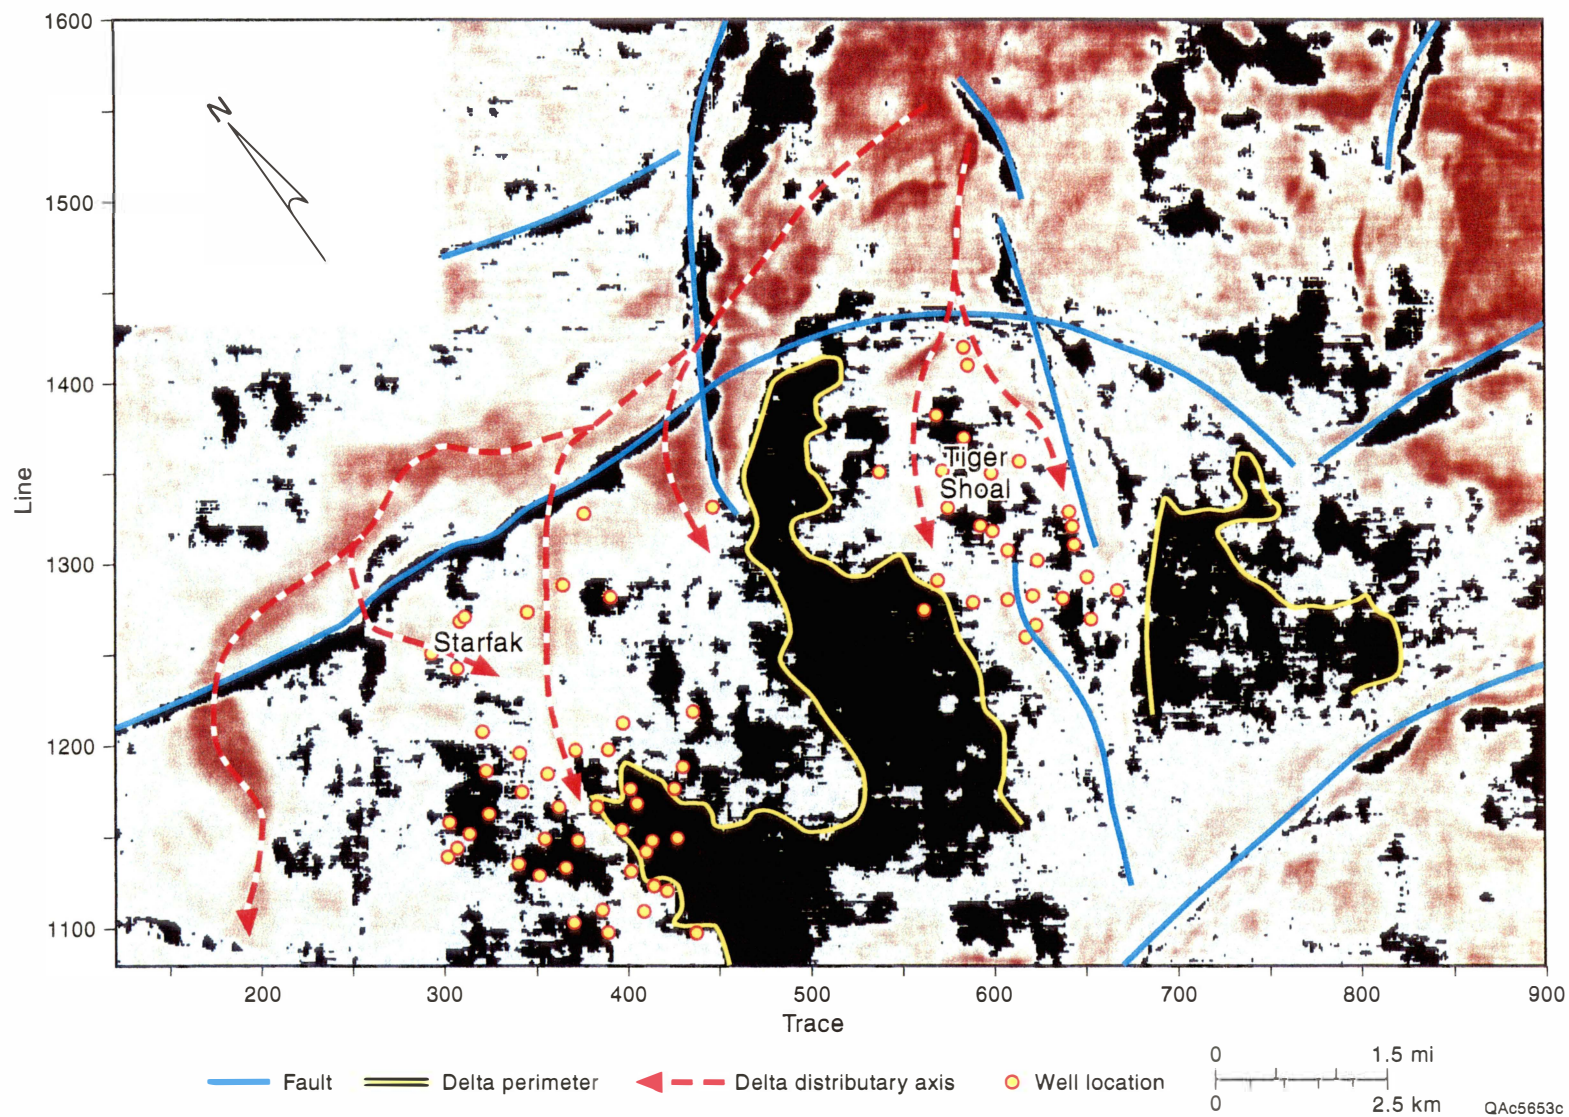 1600
1500
1400
1300
1200
1100
Line
N
Tiger
Shoal
Starfak
200 300 400 500 600 700 800 900
Trace
Fault Delta perimeter Delta distributary axis Well location
0 1.5 mi
0 2.5 km
QAc5653c